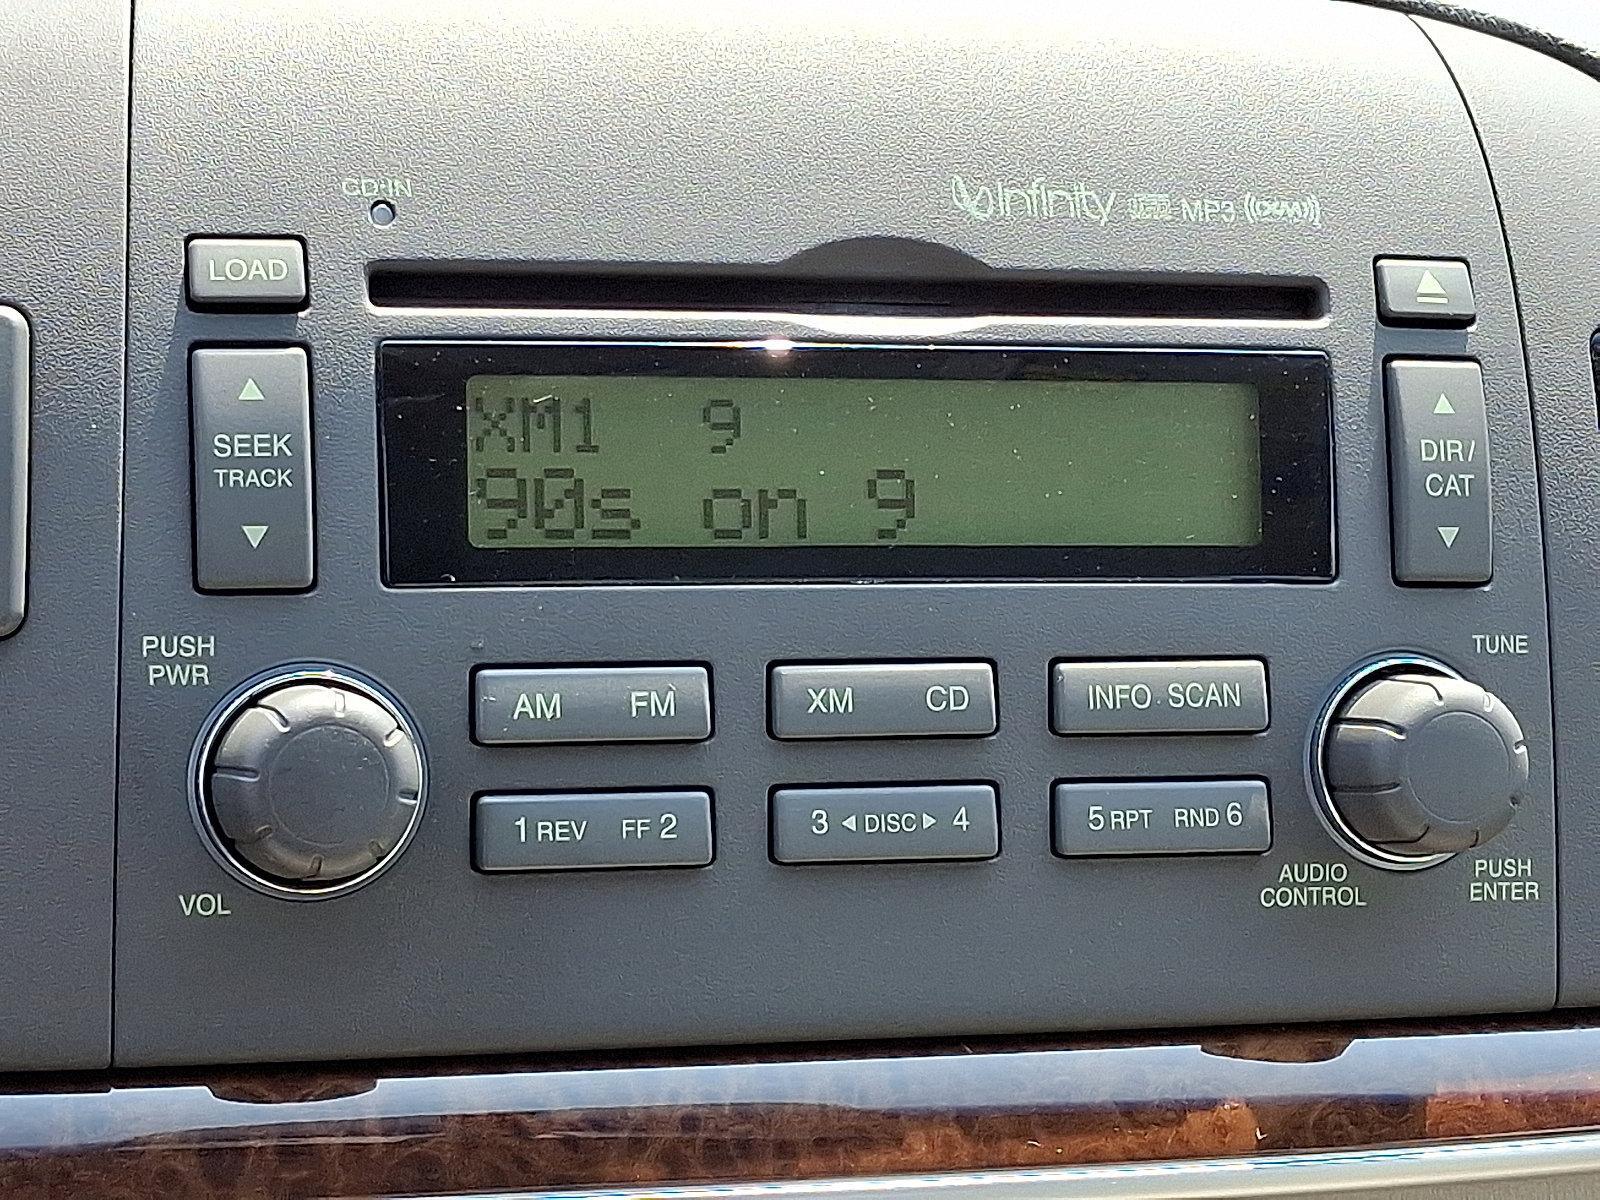 CD-IN
Infinity MP3 ((XM))
LOAD
SEEK
TRACK
XM1 9
90s on 9
DIR/
CAT
PUSH
PWR
TUNE
AM FM
XM CD
INFO SCAN
1 REV FF 2
3 ◀ DISC ▶ 4
5 RPT RND 6
VOL
AUDIO
CONTROL
PUSH
ENTER